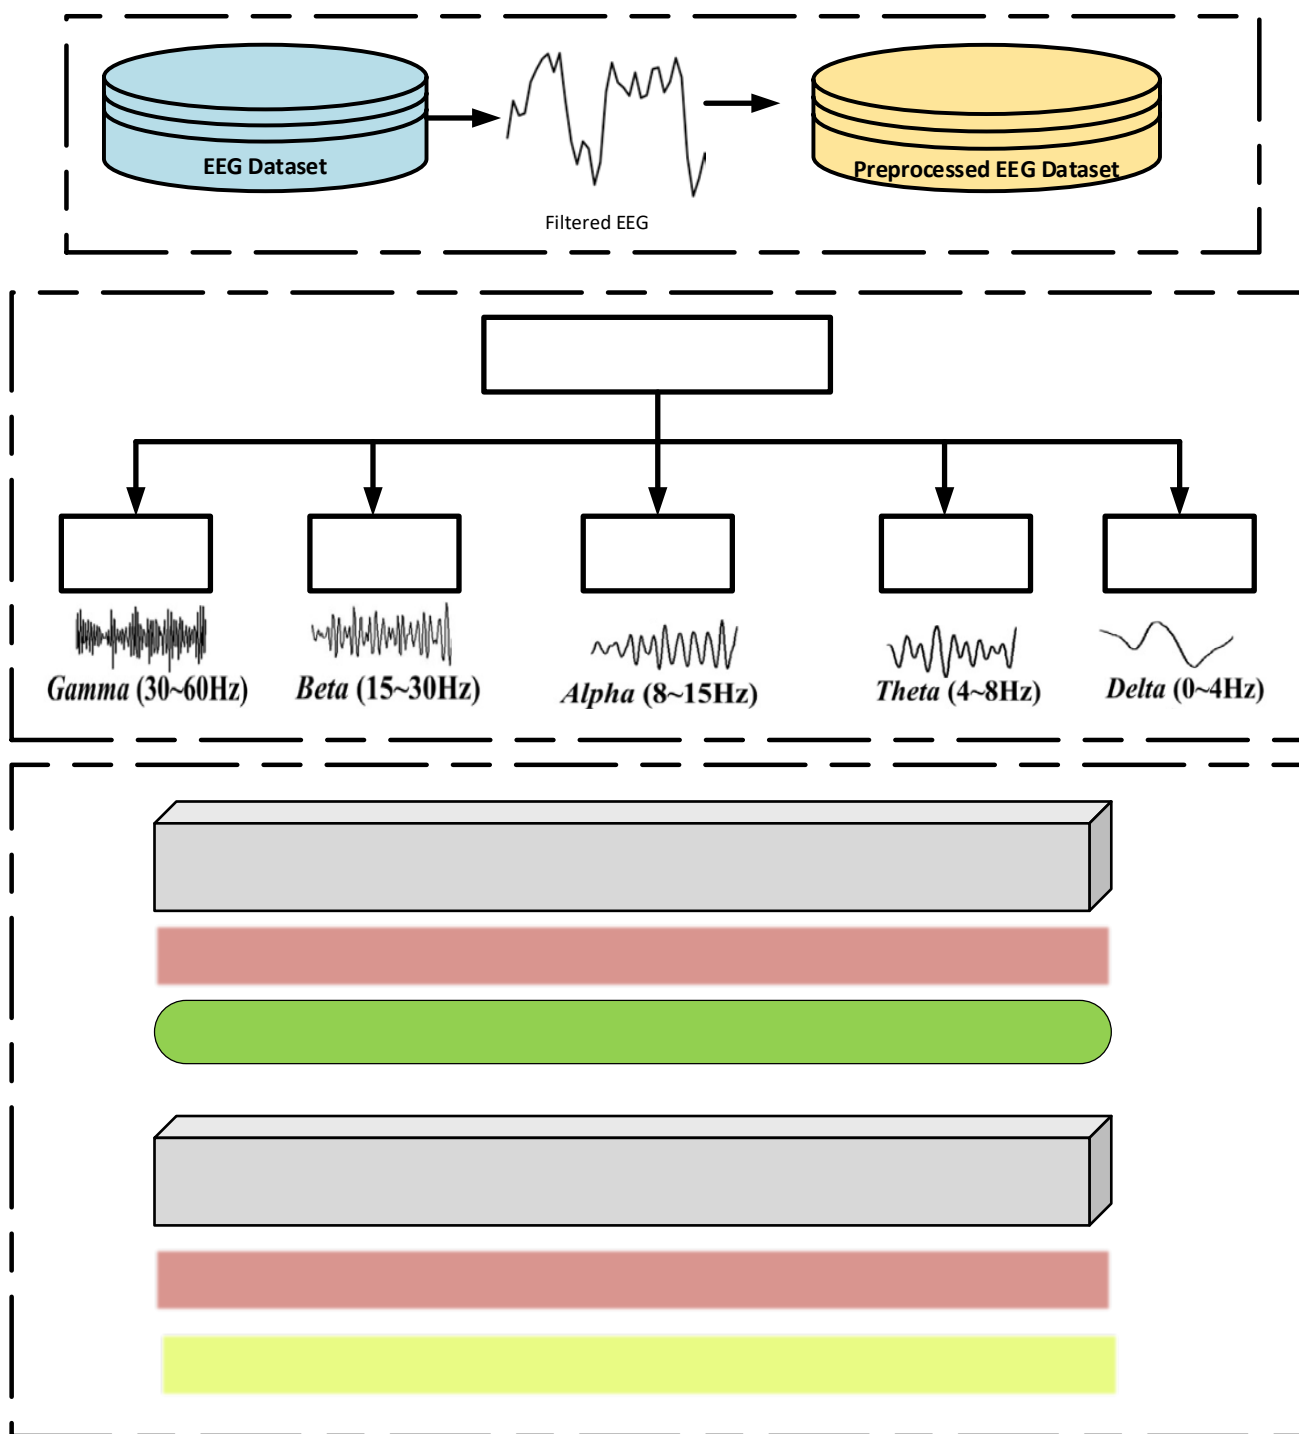 EEG Dataset
Preprocessed EEG Dataset
Filtered EEG
Gamma (30~60Hz)
Beta (15~30Hz)
Alpha (8~15Hz)
Theta (4~8Hz)
Delta (0~4Hz)